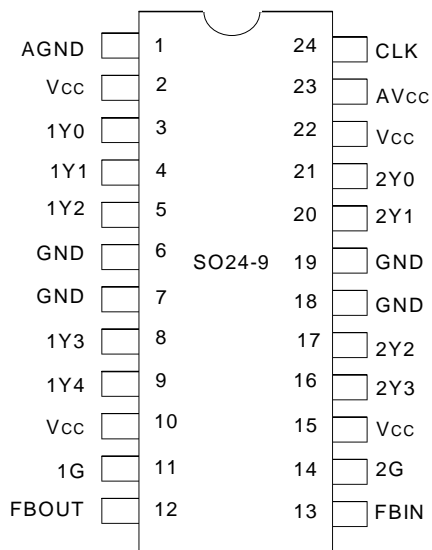 AGND 1 24 CLK
Vcc 2 23 AVcc
1Y0 3 22 Vcc
1Y1 4 21 2Y0
1Y2 5 20 2Y1
GND 6 SO24-9 19 GND
GND 7 18 GND
1Y3 8 17 2Y2
1Y4 9 16 2Y3
Vcc 10 15 Vcc
1G 11 14 2G
FBOUT 12 13 FBIN